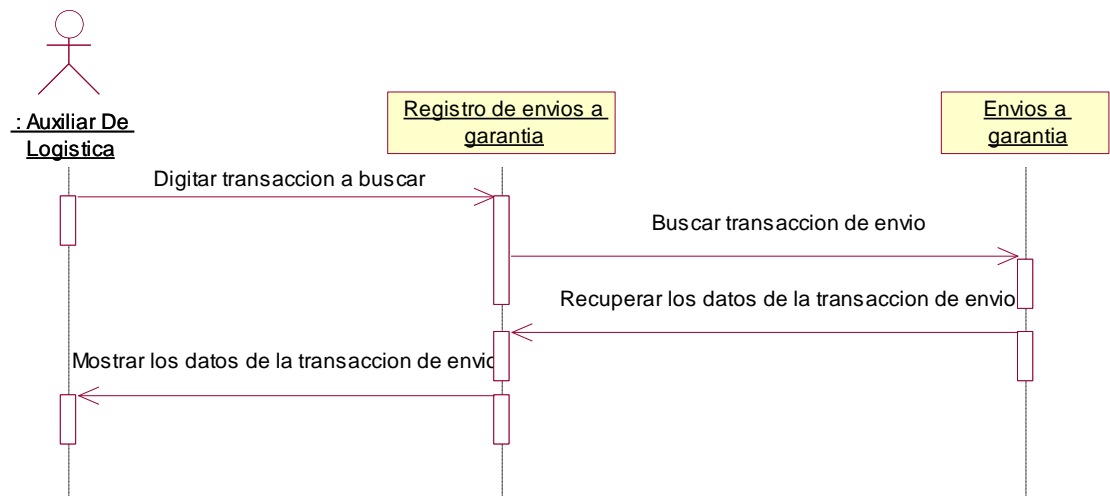 : Auxiliar De
Logistica
Registro de envios a
garantia
Envios a
garantia
Digitar transaccion a buscar
Buscar transaccion de envio
Recuperar los datos de la transaccion de envio
Mostrar los datos de la transaccion de envio